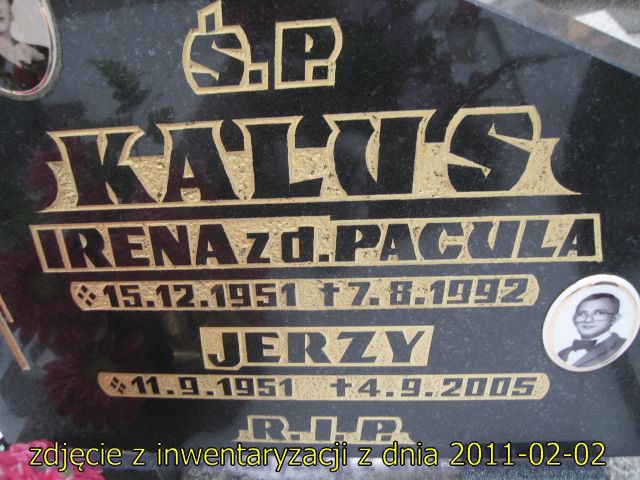 Ś.P.
KALUS
IRENA zd. PACUŁA
15.12.1951 †7.8.1992
JERZY
11.9.1951 †4.9.2005
R.I.P.
zdjęcie z inwentaryzacji z dnia 2011-02-02